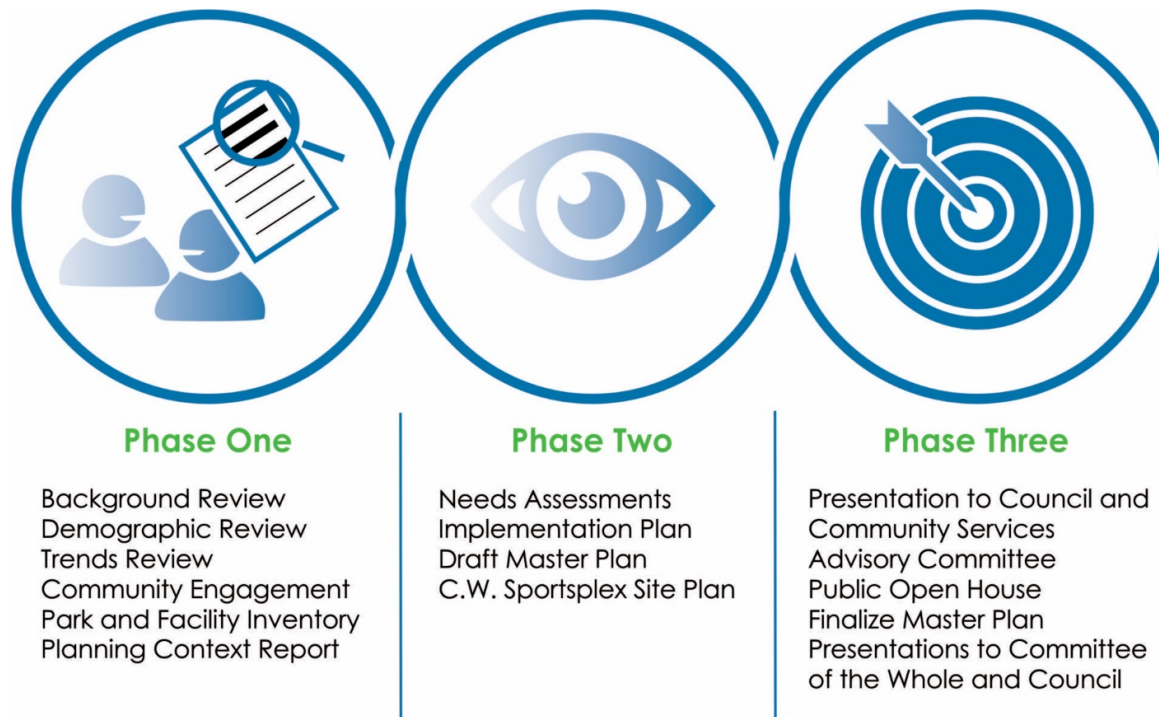 Phase One
Background Review
Demographic Review
Trends Review
Community Engagement
Park and Facility Inventory
Planning Context Report
Phase Two
Needs Assessments
Implementation Plan
Draft Master Plan
C.W. Sportsplex Site Plan
Phase Three
Presentation to Council and
Community Services
Advisory Committee
Public Open House
Finalize Master Plan
Presentations to Committee
of the Whole and Council